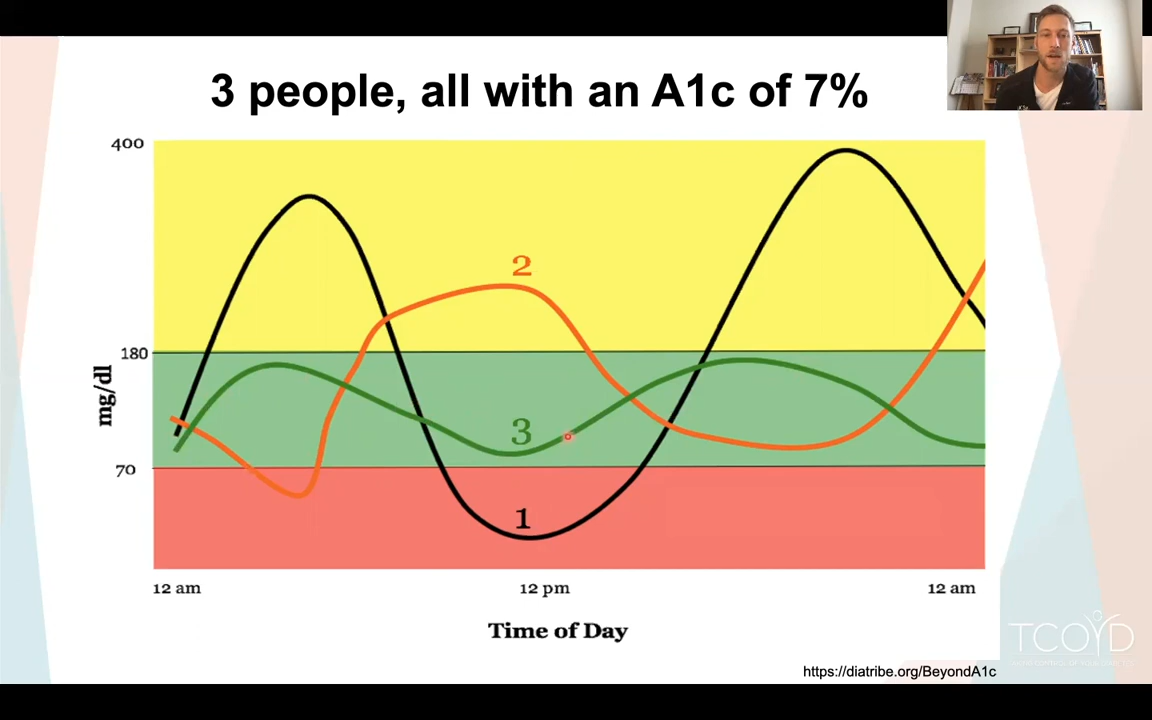 3 people, all with an A1c of 7%
400
2
180
mg/dl
3
70
1
12 am
12 pm
12 am
Time of Day
TCOYD
https://diatribe.org/BeyondA1c